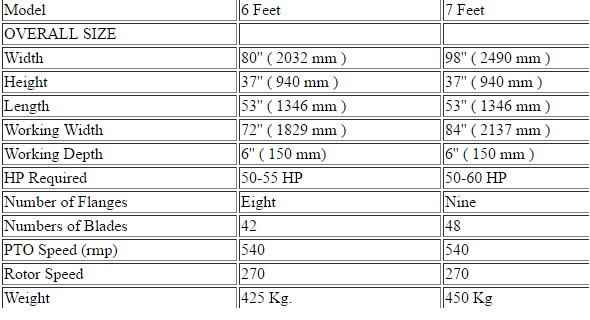 Model 6 Feet 7 Feet
OVERALL SIZE
Width 80" ( 2032 mm ) 98" ( 2490 mm )
Height 37" ( 940 mm ) 37" ( 940 mm )
Length 53" ( 1346 mm ) 53" ( 1346 mm )
Working Width 72" ( 1829 mm ) 84" ( 2137 mm )
Working Depth 6" ( 150 mm) 6" ( 150 mm )
HP Required 50-55 HP 50-60 HP
Number of Flanges Eight Nine
Numbers of Blades 42 48
PTO Speed (rmp) 540 540
Rotor Speed 270 270
Weight 425 Kg. 450 Kg